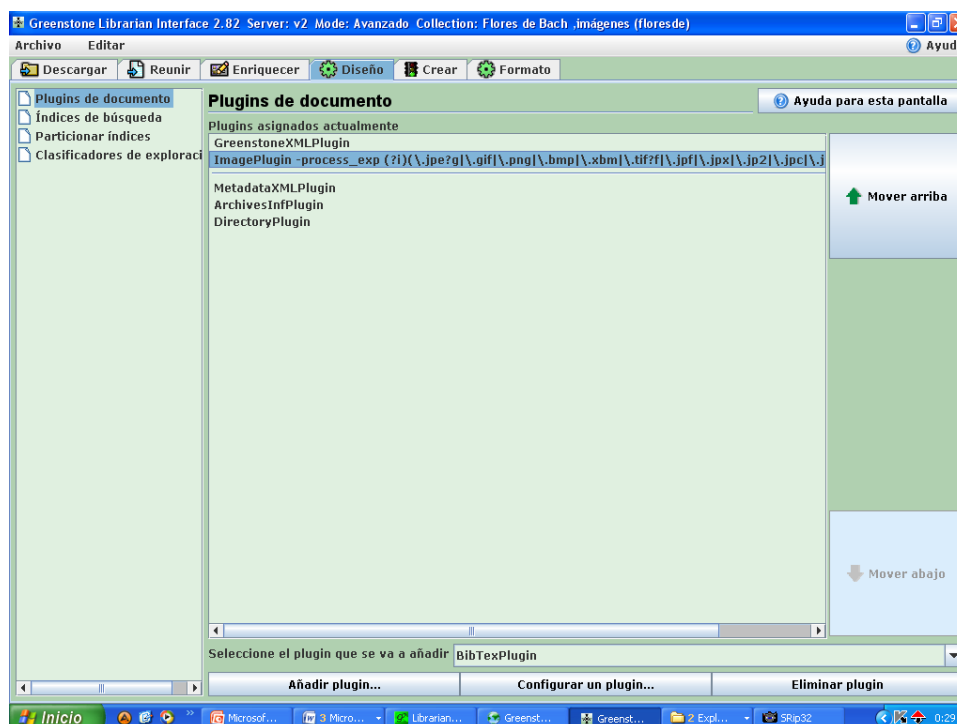 Greenstone Librarian Interface 2.82 Server: v2 Mode: Avanzado Collection: Flores de Bach ,imágenes (floresde)
Archivo Editar Ayud
Descargar Reunir Enriquecer Diseño Crear Formato
Plugins de documento
Índices de búsqueda
Particionar índices
Clasificadores de exploraci
Plugins de documento
Ayuda para esta pantalla
Plugins asignados actualmente
GreenstoneXMLPlugin
ImagePlugin -process_exp (?i)(\.jpe?g|\.gif|\.png|\.bmp|\.xbm|\.tif?f|\.jpf|\.jpx|\.jp2|\.jpc|\.j
MetadataXMLPlugin
ArchivesInfPlugin
DirectoryPlugin
Mover arriba
Mover abajo
Seleccione el plugin que se va a añadir BibTexPlugin
Añadir plugin... Configurar un plugin... Eliminar plugin
Inicio » Microsof... 3 Micro... Librarian... Greenst... Greenst... 2 Expl... SRip32 0:29